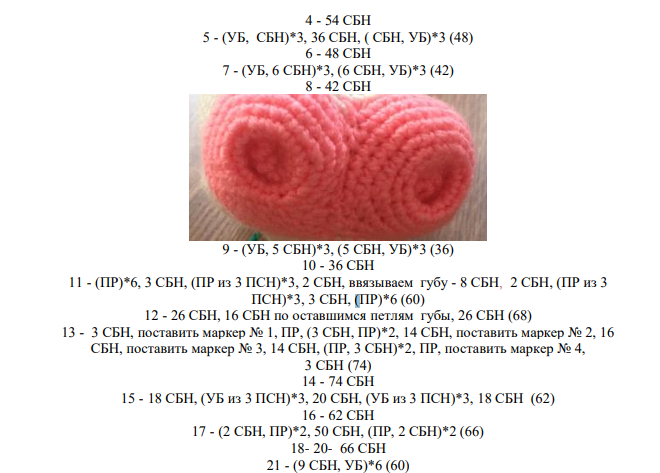 4 - 54 СБН
5 - (УБ, СБН)*3, 36 СБН, ( СБН, УБ)*3 (48)
6 - 48 СБН
7 - (УБ, 6 СБН)*3, (6 СБН, УБ)*3 (42)
8 - 42 СБН
9 - (УБ, 5 СБН)*3, (5 СБН, УБ)*3 (36)
10 - 36 СБН
11 - (ПР)*6, 3 СБН, (ПР из 3 ПСН)*3, 2 СБН, ввязываем губу - 8 СБН, 2 СБН, (ПР из 3
ПСН)*3, 3 СБН, (ПР)*6 (60)
12 - 26 СБН, 16 СБН по оставшимся петлям губы, 26 СБН (68)
13 - 3 СБН, поставить маркер № 1, ПР, (3 СБН, ПР)*2, 14 СБН, поставить маркер № 2, 16
СБН, поставить маркер № 3, 14 СБН, (ПР, 3 СБН)*2, ПР, поставить маркер № 4,
3 СБН (74)
14 - 74 СБН
15 - 18 СБН, (УБ из 3 ПСН)*3, 20 СБН, (УБ из 3 ПСН)*3, 18 СБН (62)
16 - 62 СБН
17 - (2 СБН, ПР)*2, 50 СБН, (ПР, 2 СБН)*2 (66)
18- 20- 66 СБН
21 - (9 СБН, УБ)*6 (60)